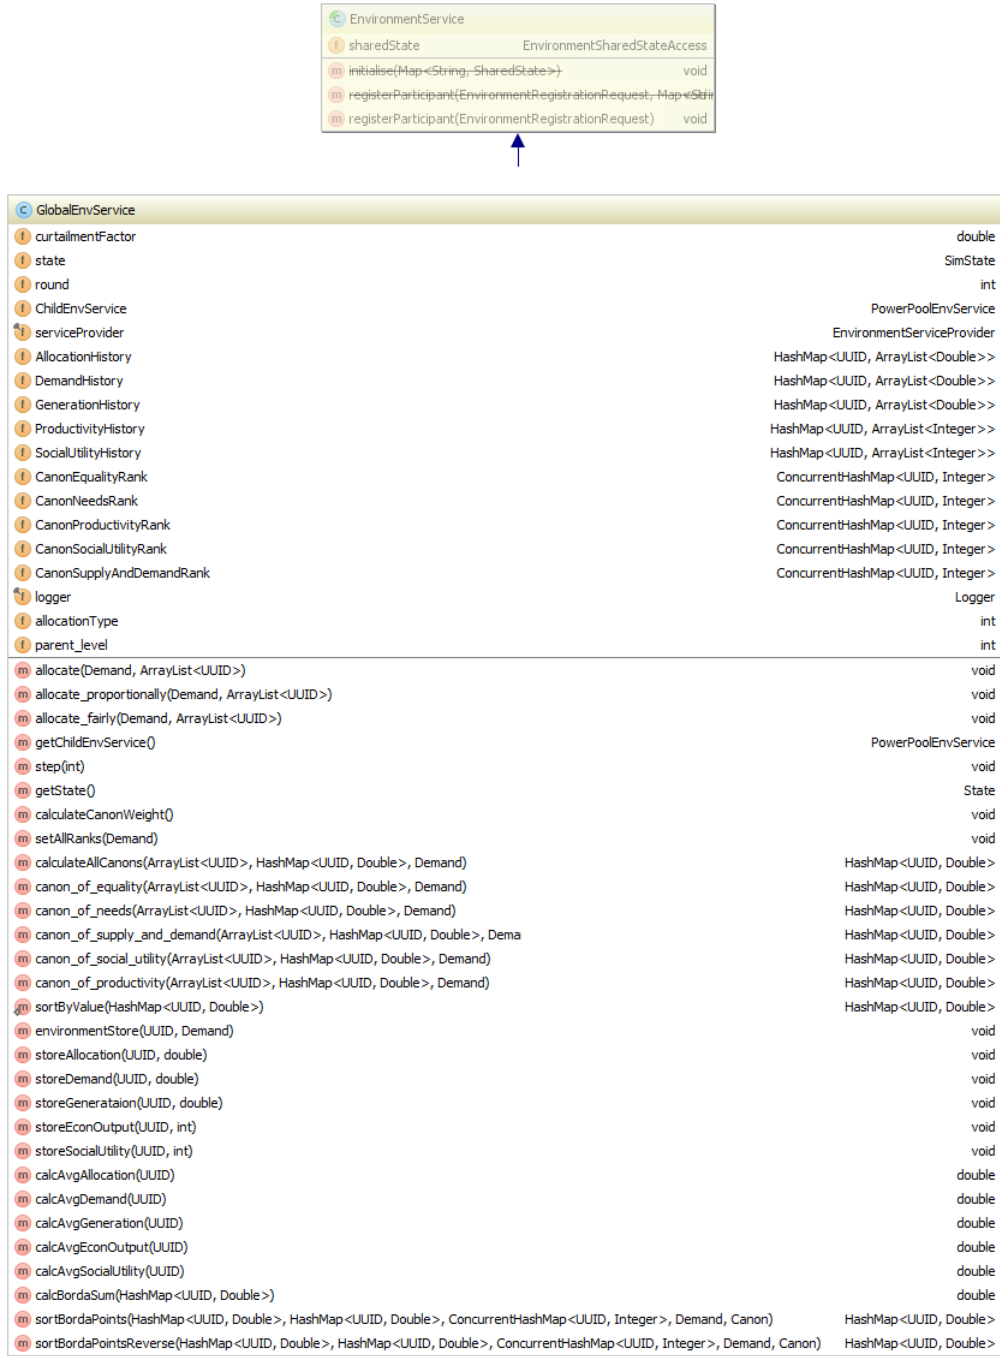 EnvironmentService
sharedState EnvironmentSharedStateAccess
initialise(Map<String, SharedState>) void
registerParticipant(EnvironmentRegistrationRequest, Map<
registerParticipant(EnvironmentRegistrationRequest) void
GlobalEnvService
curtailmentFactor double
state SimState
round int
ChildEnvService PowerPoolEnvService
serviceProvider EnvironmentServiceProvider
AllocationHistory HashMap<UUID, ArrayList<Double>>
DemandHistory HashMap<UUID, ArrayList<Double>>
GenerationHistory HashMap<UUID, ArrayList<Double>>
ProductivityHistory HashMap<UUID, ArrayList<Integer>>
SocialUtilityHistory HashMap<UUID, ArrayList<Integer>>
CanonEqualityRank ConcurrentHashMap<UUID, Integer>
CanonNeedsRank ConcurrentHashMap<UUID, Integer>
CanonProductivityRank ConcurrentHashMap<UUID, Integer>
CanonSocialUtilityRank ConcurrentHashMap<UUID, Integer>
CanonSupplyAndDemandRank ConcurrentHashMap<UUID, Integer>
logger Logger
allocationType int
parent_level int
allocate(Demand, ArrayList<UUID>) void
allocate_proportionally(Demand, ArrayList<UUID>) void
allocate_fairly(Demand, ArrayList<UUID>) void
getChildEnvService() PowerPoolEnvService
step(int) void
getState() State
calculateCanonWeight() void
setAllRanks(Demand) void
calculateAllCanons(ArrayList<UUID>, HashMap<UUID, Double>, Demand) HashMap<UUID, Double>
canon_of_equality(ArrayList<UUID>, HashMap<UUID, Double>, Demand) HashMap<UUID, Double>
canon_of_needs(ArrayList<UUID>, HashMap<UUID, Double>, Demand) HashMap<UUID, Double>
canon_of_supply_and_demand(ArrayList<UUID>, HashMap<UUID, Double>, Dema HashMap<UUID, Double>
canon_of_social_utility(ArrayList<UUID>, HashMap<UUID, Double>, Demand) HashMap<UUID, Double>
canon_of_productivity(ArrayList<UUID>, HashMap<UUID, Double>, Demand) HashMap<UUID, Double>
sortByValue(HashMap<UUID, Double>) HashMap<UUID, Double>
environmentStore(UUID, Demand) void
storeAllocation(UUID, double) void
storeDemand(UUID, double) void
storeGenerataion(UUID, double) void
storeEconOutput(UUID, int) void
storeSocialUtility(UUID, int) void
calcAvgAllocation(UUID) double
calcAvgDemand(UUID) double
calcAvgGeneration(UUID) double
calcAvgEconOutput(UUID) double
calcAvgSocialUtility(UUID) double
calcBordaSum(HashMap<UUID, Double>) double
sortBordaPoints(HashMap<UUID, Double>, HashMap<UUID, Double>, ConcurrentHashMap<UUID, Integer>, Demand, Canon) HashMap<UUID, Double>
sortBordaPointsReverse(HashMap<UUID, Double>, HashMap<UUID, Double>, ConcurrentHashMap<UUID, Integer>, Demand, Canon) HashMap<UUID, Double>